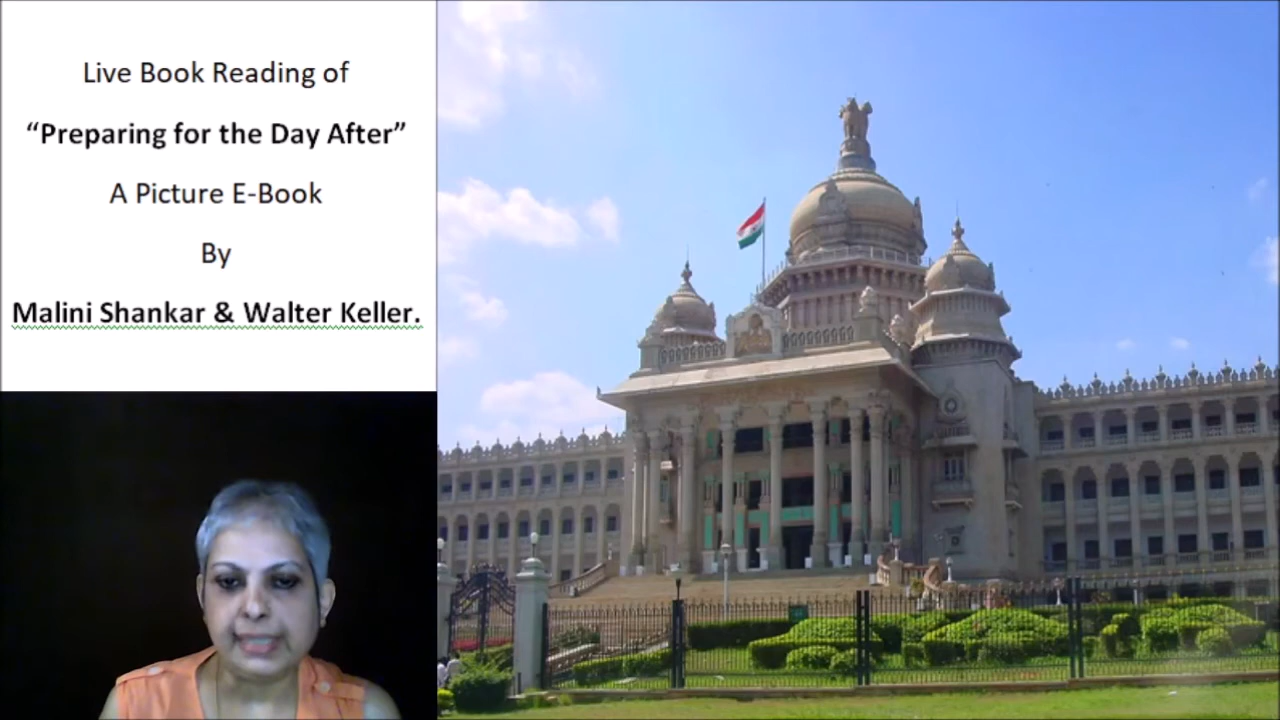 Live Book Reading of
“Preparing for the Day After”
A Picture E-Book
By
Malini Shankar & Walter Keller.